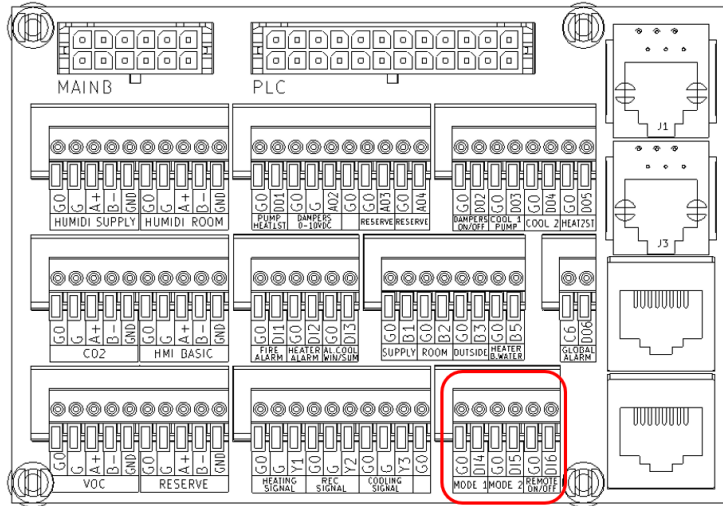 MAINB PLC
J1
G0 G A+ B- GND G0 G A+ B- GND
HUMIDI SUPPLY HUMIDI ROOM
G0 DO1 G0 G AO2 G0 AO3 G0 AO4
PUMP HEAT1ST DAMPERS 0-10VDC RESERVE RESERVE
G0 DO2 G0 DO3 G0 DO4 G0 DO5
DAMPERS ON/OFF COOL 1 PUMP COOL 2 HEAT2ST
J3
G0 G A+ B- GND G0 G A+ B- GND
CO2 HMI BASIC
G0 DI1 G0 DI2 G0 DI3
FIRE ALARM HEATER ALARM AL.COOL WIN/SUM
G0 B1 G0 B2 G0 B3 G0 B5
SUPPLY ROOM OUTSIDE HEATER B.WATER
C6 DO6
GLOBAL ALARM
G0 G A+ B- GND G0 G A+ B- GND
VOC RESERVE
G0 G Y1 G0 G Y2 G0 G Y3 G0
HEATING SIGNAL REC SIGNAL COOLING SIGNAL
G0 DI4 G0 DI5 G0 DI6
MODE 1 MODE 2 REMOTE ON/OFF